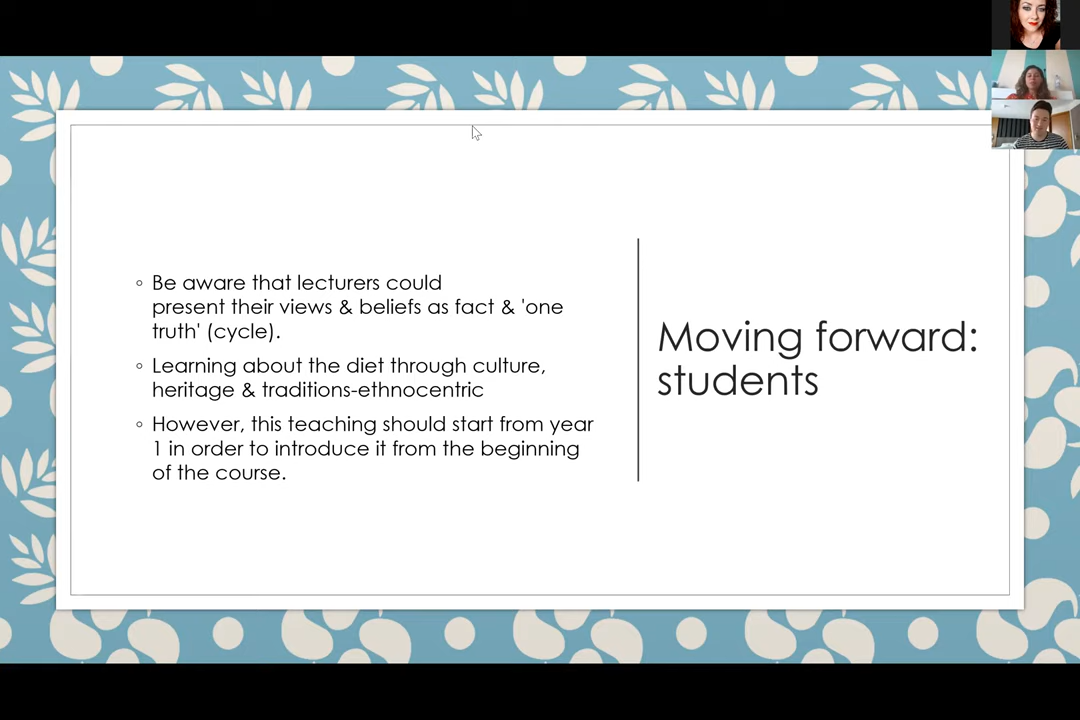 Be aware that lecturers could
present their views & beliefs as fact & 'one
truth' (cycle).
Learning about the diet through culture,
heritage & traditions-ethnocentric
However, this teaching should start from year
1 in order to introduce it from the beginning
of the course.
Moving forward:
students